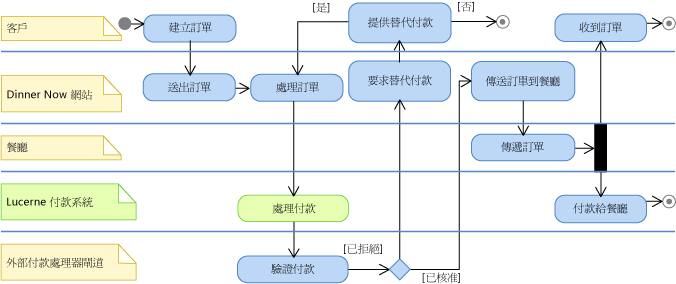 [是]
[否]
客戶
建立訂單
提供替代付款
收到訂單
Dinner Now 網站
送出訂單
處理訂單
要求替代付款
傳送訂單到餐廳
餐廳
傳遞訂單
Lucerne 付款系統
處理付款
付款給餐廳
[已拒絕]
外部付款處理器閘道
驗證付款
[已核准]